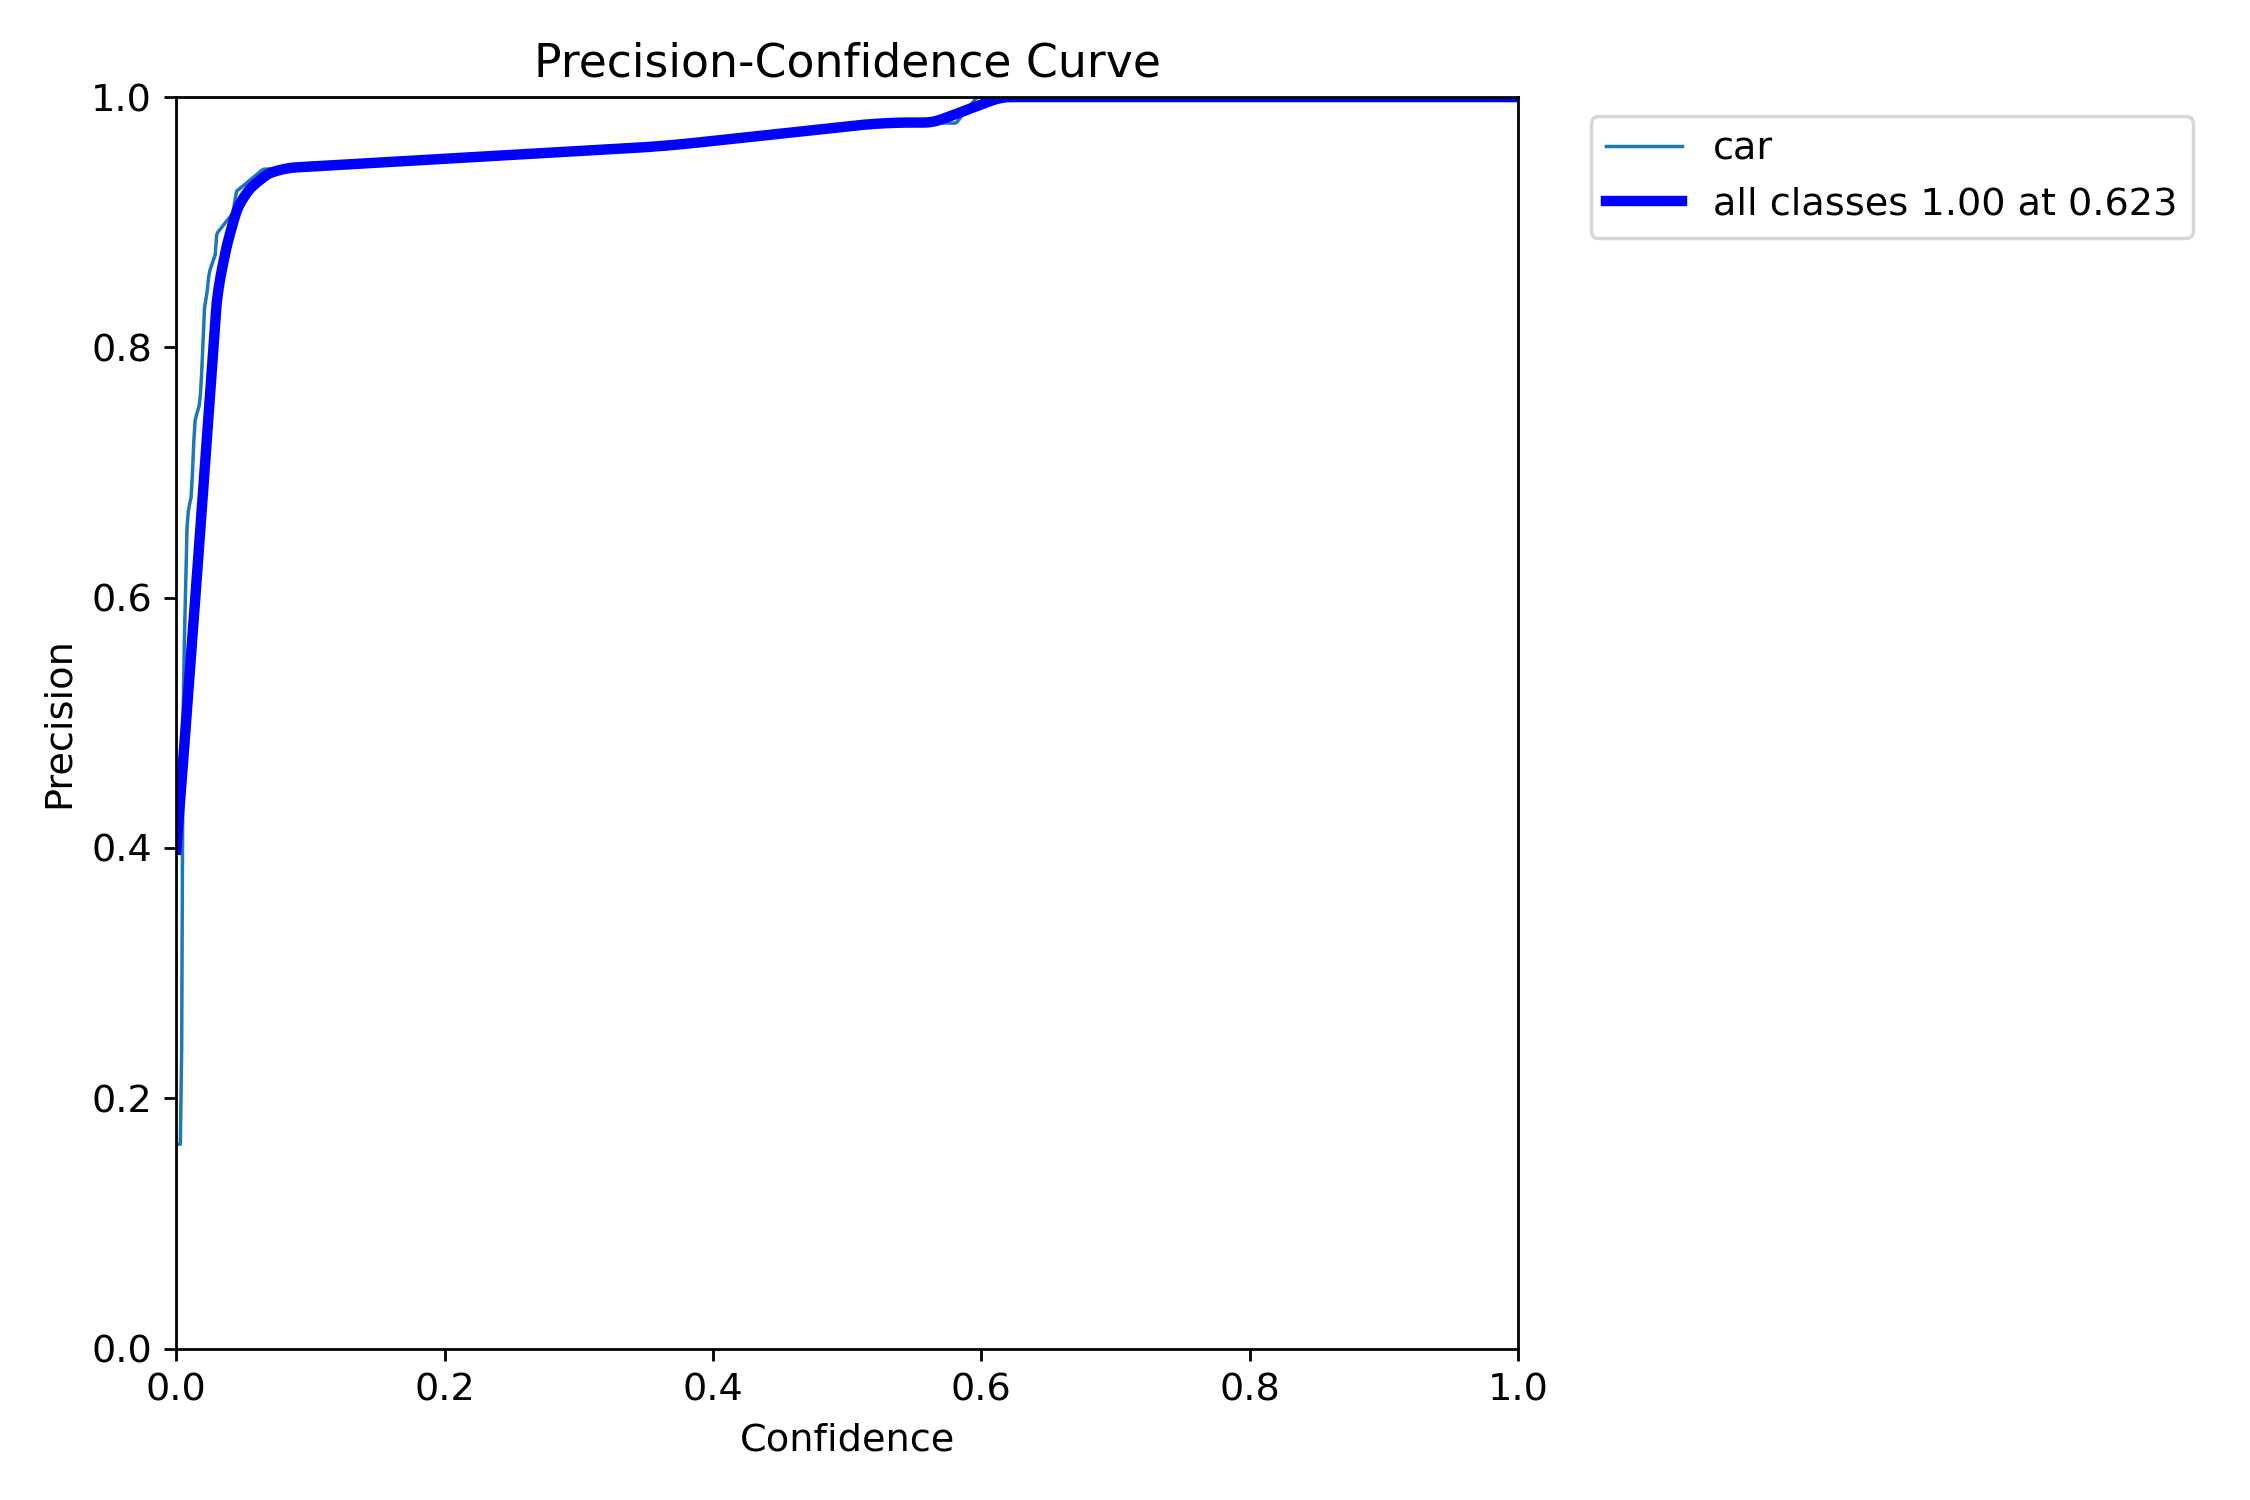 Precision-Confidence Curve
1.0
0.8
0.6
0.4
0.2
0.0
Precision
0.0 0.2 0.4 0.6 0.8 1.0
Confidence
car
all classes 1.00 at 0.623